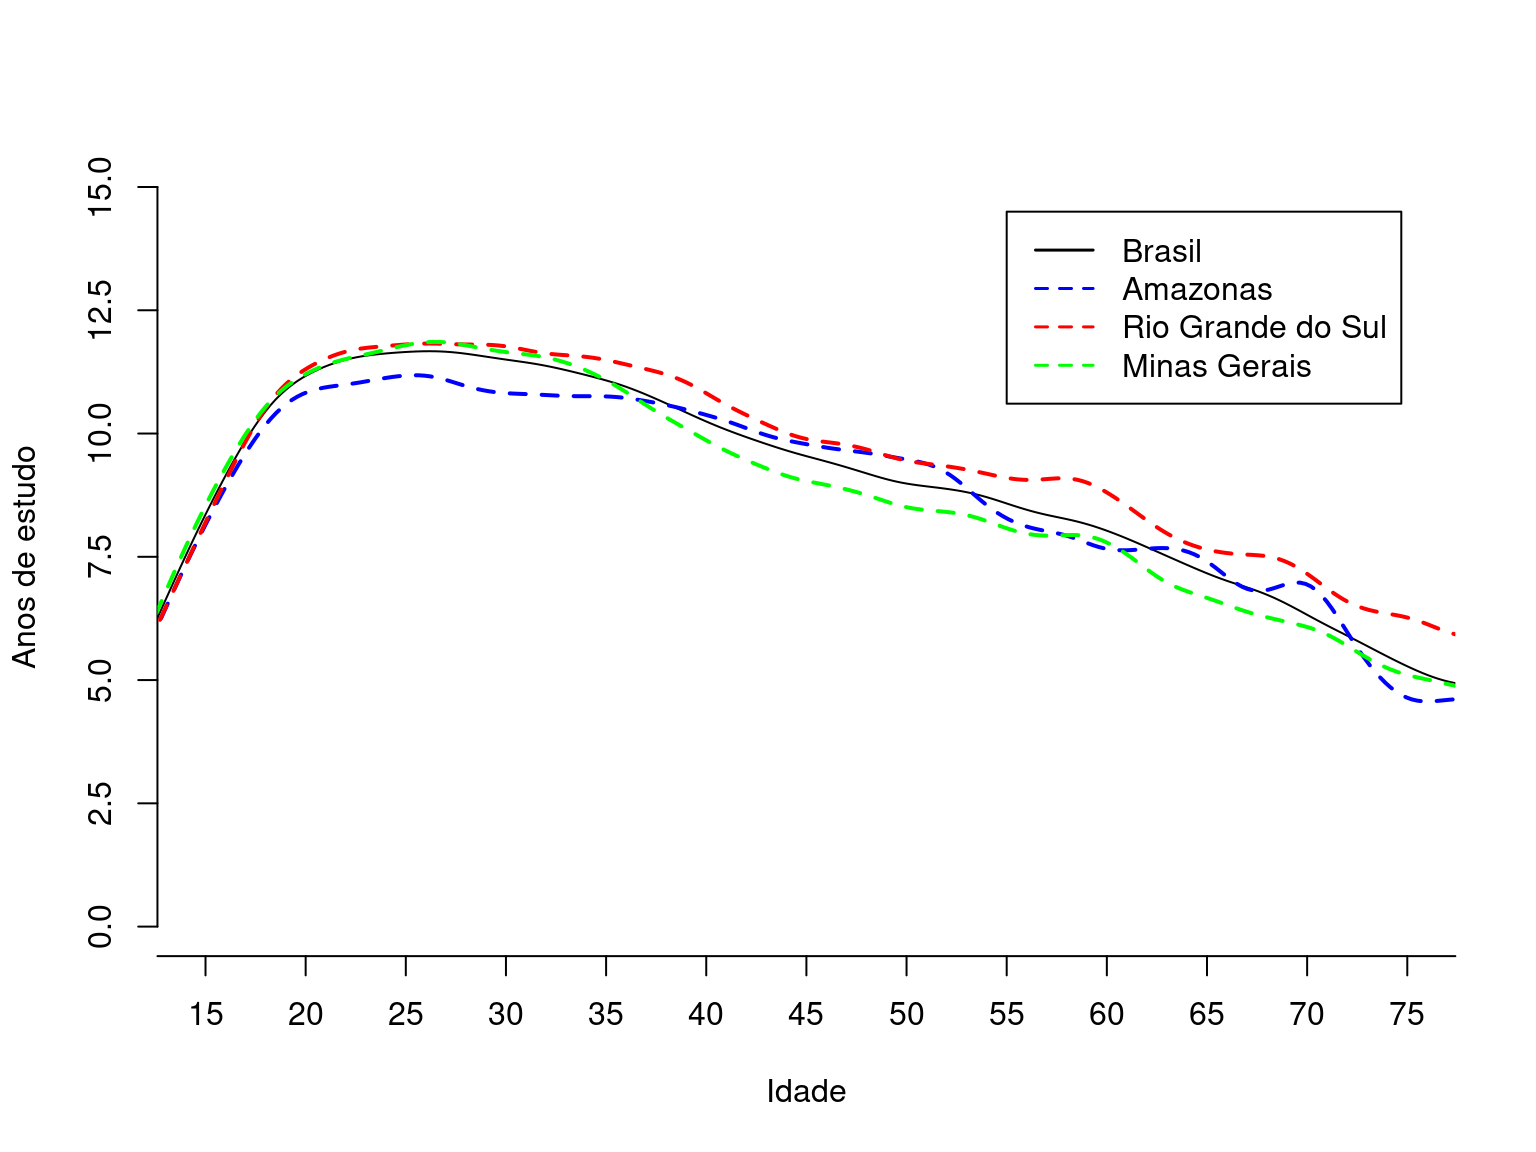 Anos de estudo
15.0
12.5
10.0
7.5
5.0
2.5
0.0
Brasil
Amazonas
Rio Grande do Sul
Minas Gerais
15 20 25 30 35 40 45 50 55 60 65 70 75
Idade